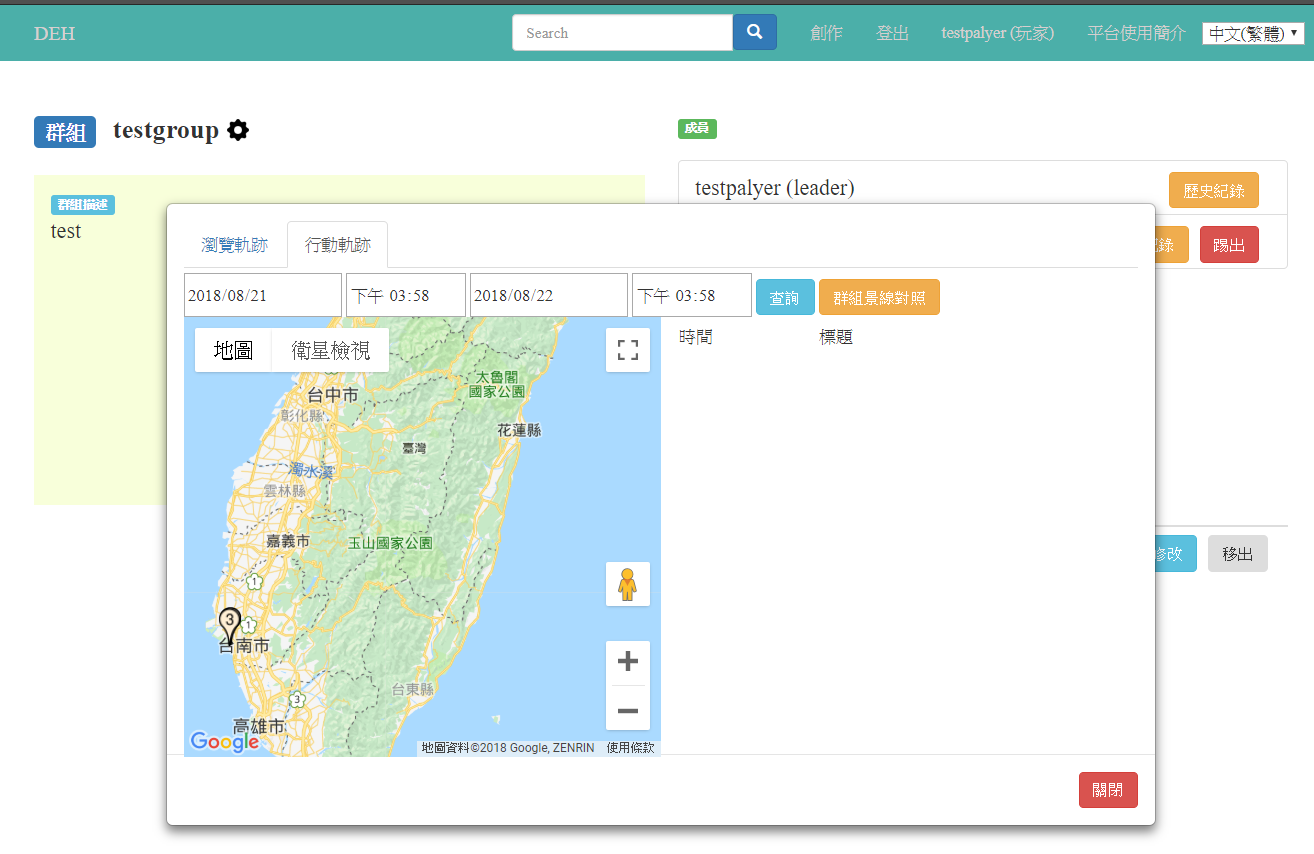 DEH
Search
創作
登出
testpalyer (玩家)
平台使用簡介
中文(繁體)
群組
testgroup
成員
群組描述
test
testpalyer (leader)
歷史紀錄
錄
踢出
修改
移出
瀏覽軌跡
行動軌跡
2018/08/21
下午 03:58
2018/08/22
下午 03:58
查詢
群組景線對照
時間
標題
地圖
衛星檢視
太魯閣
國家公園
台中市
彰化縣
花蓮縣
臺灣
濁水溪
雲林縣
嘉義市
玉山國家公園
1
3
1
台南市
台東縣
3
高雄市
Google
地圖資料©2018 Google, ZENRIN
使用條款
關閉